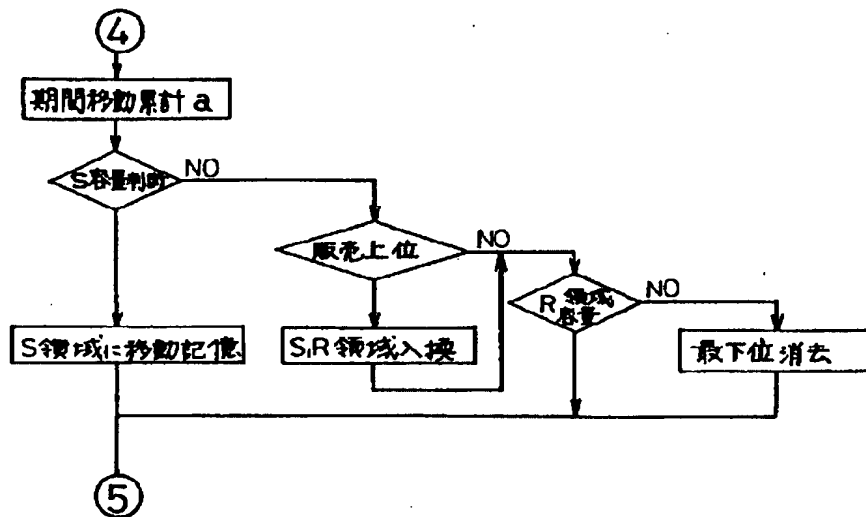 ④
期間移動累計a
S容量判断
NO
販売上位
NO
R領域
容量
NO
S領域に移動記憶
S,R領域入換
最下位消去
⑤